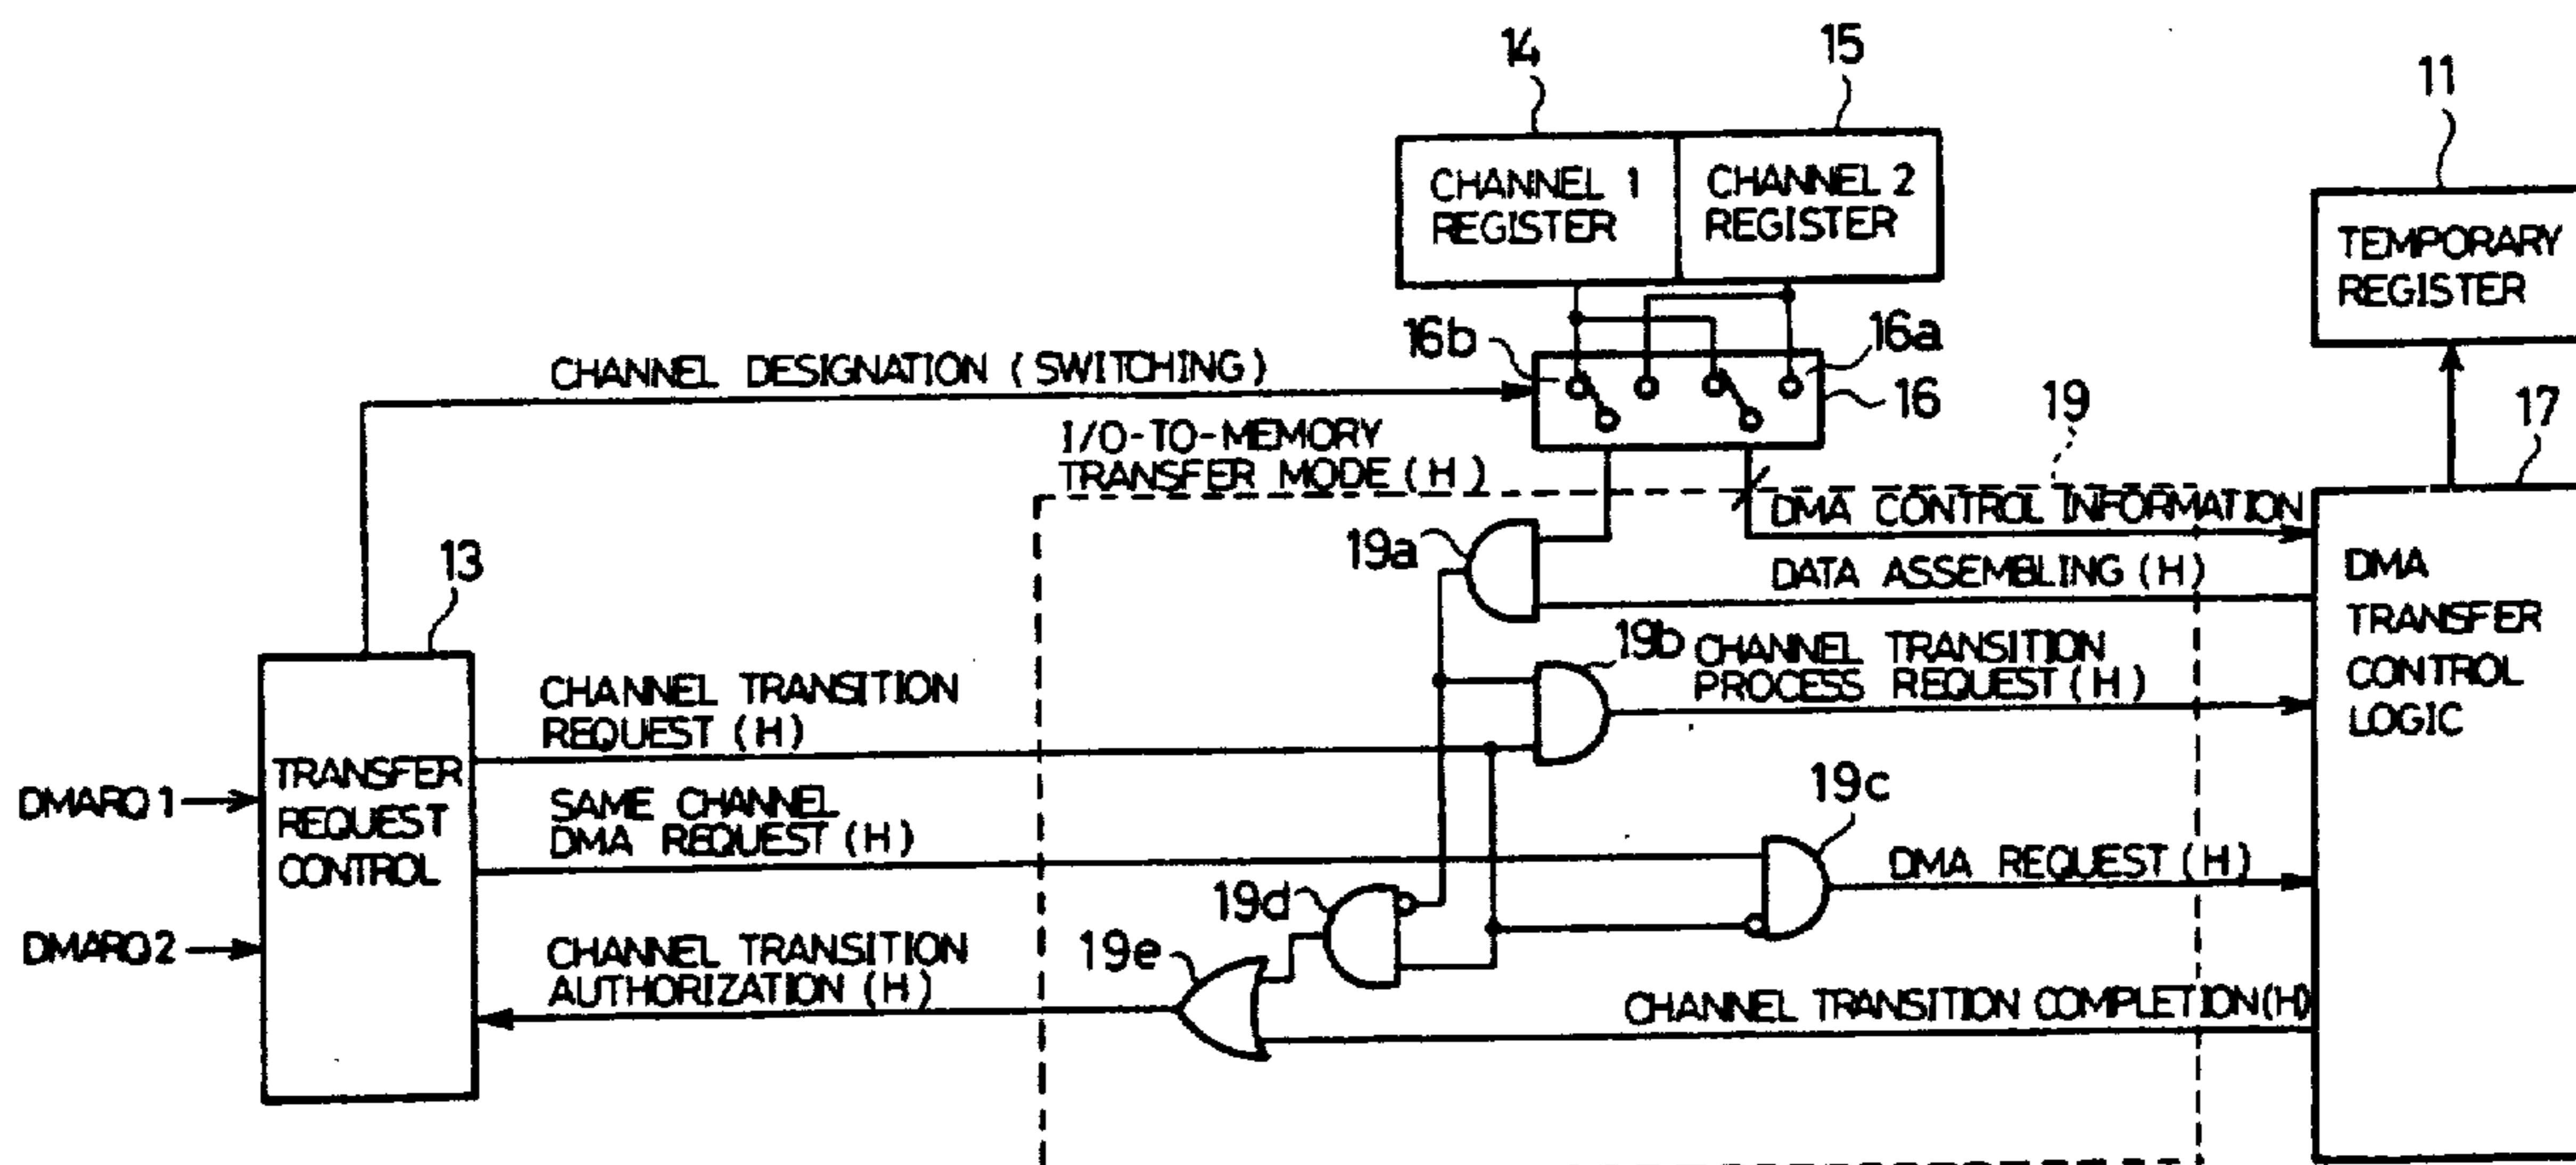 14
15
11
CHANNEL 1
REGISTER
CHANNEL 2
REGISTER
TEMPORARY
REGISTER
16b
16a
16
CHANNEL DESIGNATION (SWITCHING)
I/O-TO-MEMORY
TRANSFER MODE (H)
19
17
DMA CONTROL INFORMATION
19a
DATA ASSEMBLING (H)
DMA
TRANSFER
CONTROL
LOGIC
13
19b
CHANNEL TRANSITION
PROCESS REQUEST (H)
CHANNEL TRANSITION
REQUEST (H)
TRANSFER
REQUEST
CONTROL
DMARQ1
SAME CHANNEL
DMA REQUEST (H)
19c
DMA REQUEST (H)
19d
DMARQ2
CHANNEL TRANSITION
AUTHORIZATION (H)
19e
CHANNEL TRANSITION COMPLETION (H)